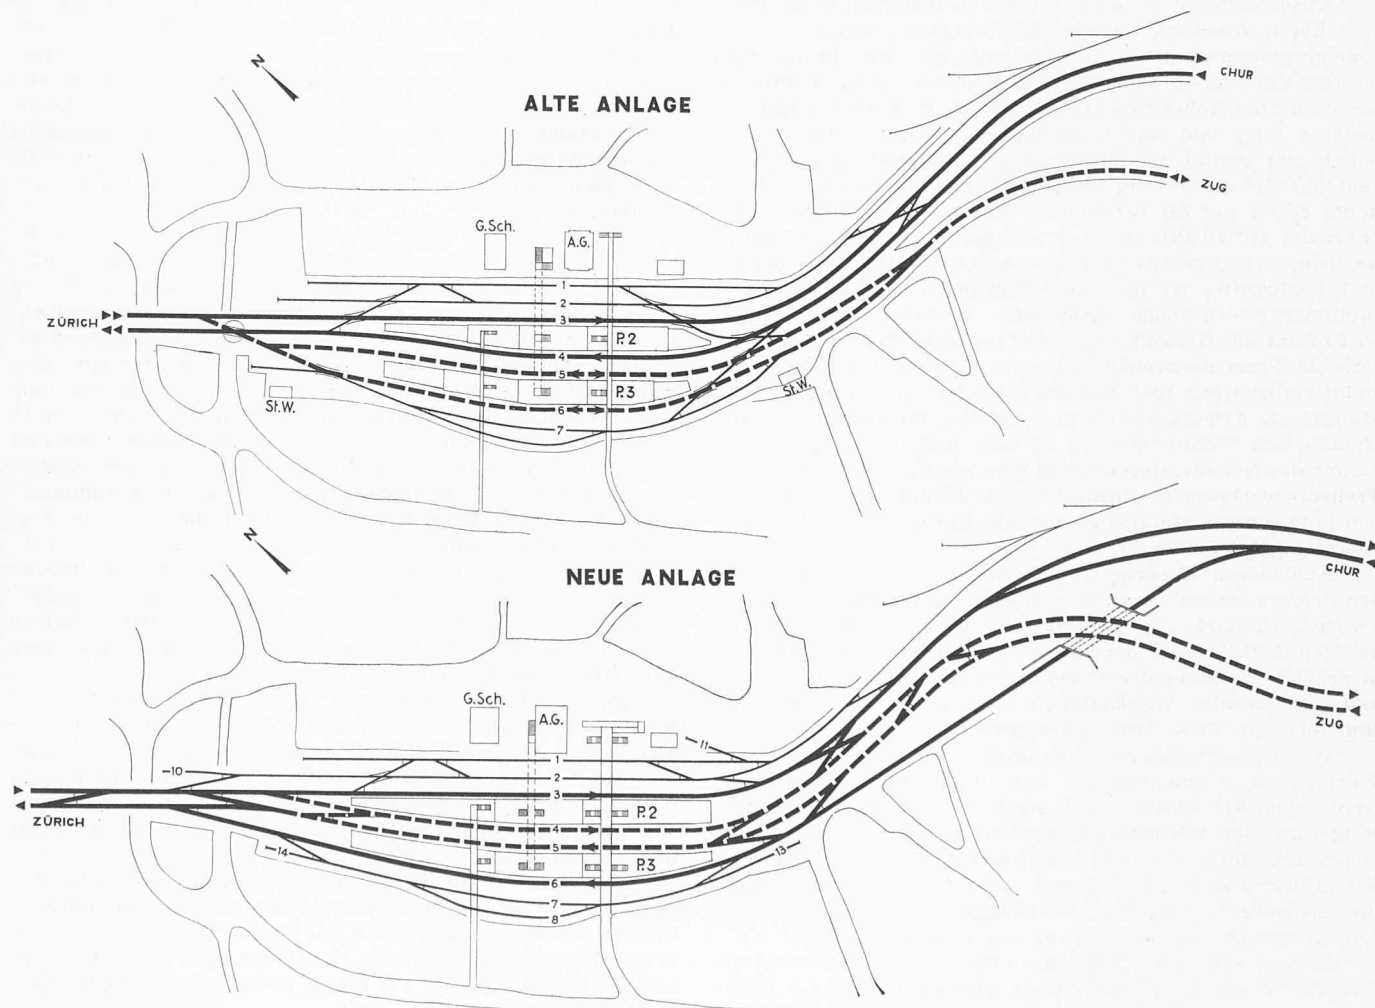 N
ALTE ANLAGE
CHUR
ZUG
G.Sch.
A.G.
1
2
3
ZÜRICH
P.2
4
5
P.3
St.W.
St.W.
6
7
N
NEUE ANLAGE
CHUR
G.Sch.
A.G.
ZUG
11
1
10
2
3
P.2
ZÜRICH
4
5
14
13
P.3
6
7
8